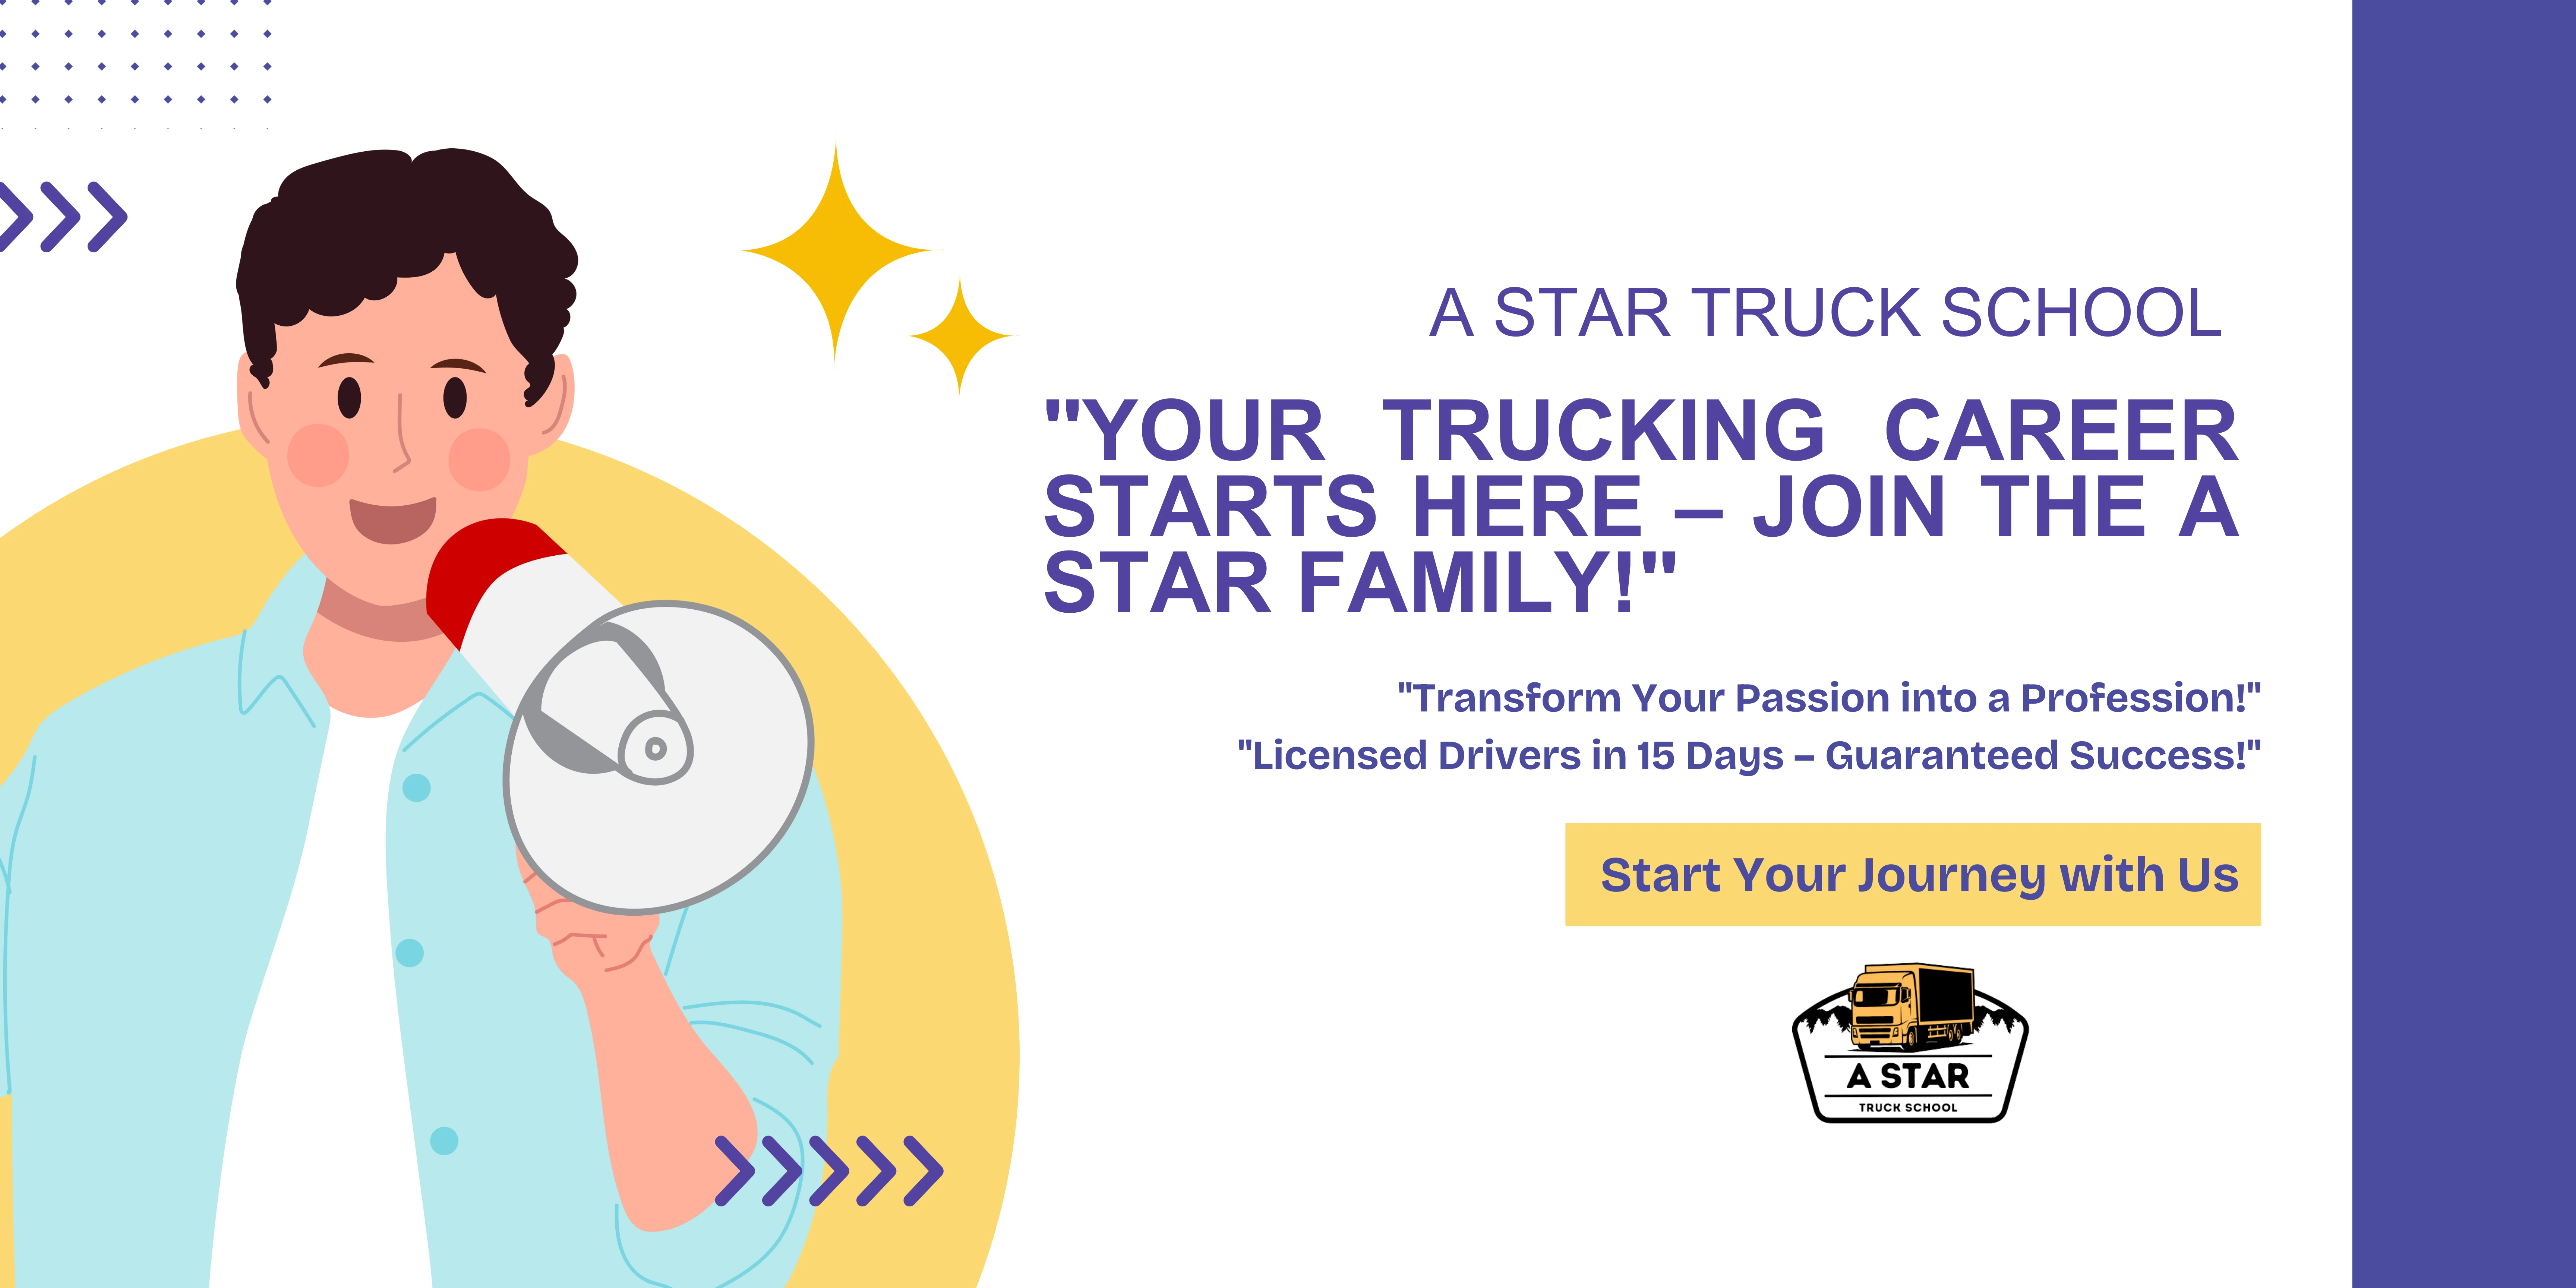 A STAR TRUCK SCHOOL
"YOUR TRUCKING CAREER
STARTS HERE – JOIN THE A
STAR FAMILY!"
"Transform Your Passion into a Profession!"
"Licensed Drivers in 15 Days – Guaranteed Success!"
Start Your Journey with Us
A STAR
TRUCK SCHOOL